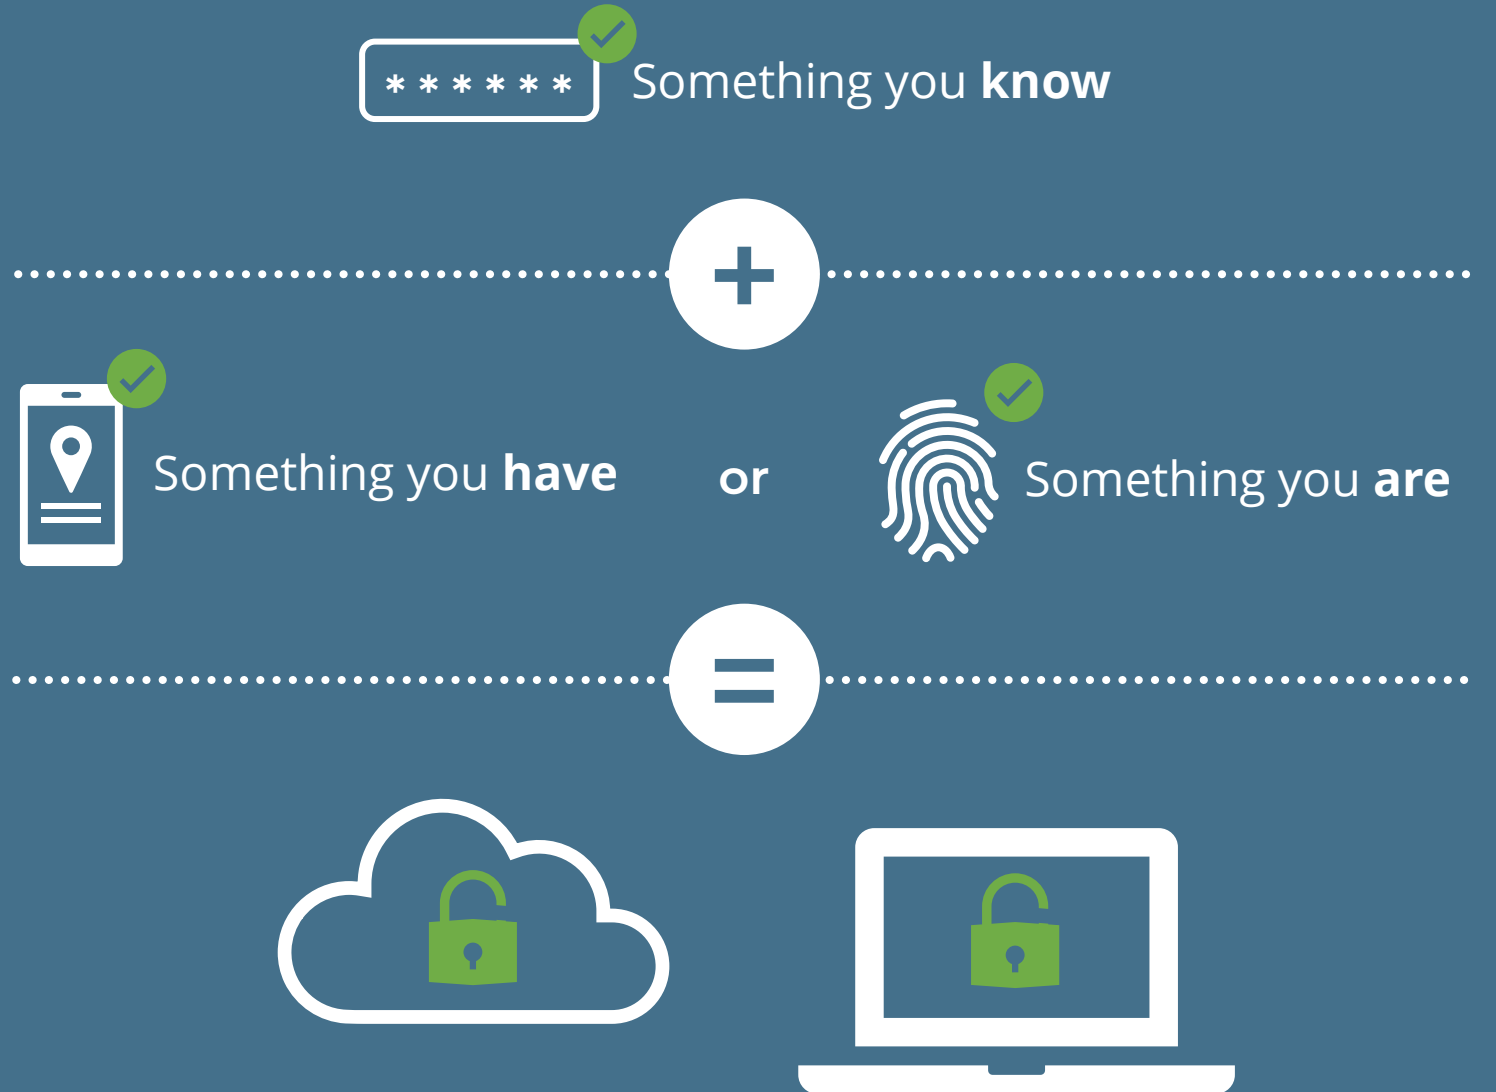 ****** Something you know
+
Something you have or Something you are
=